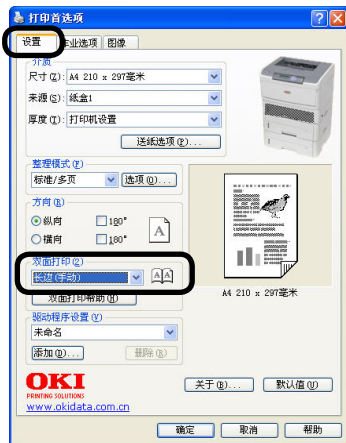 打印首选项
设置 作业选项 图像
介质
尺寸(Z): A4 210 x 297毫米
来源(S): 紙盒1
厚度(T): 打印机设置
送纸选项(P)...
整理模式(F)
标准/多页 选项(O)...
方向(R)
纵向 180°
横向 180°
A
双面打印(2)
长边(手动)
A4 210 x 297毫米
双面打印帮助(H)
驱动程序设置(V)
未命名
添加(D)... 删除(R)
OKI
PRINTING SOLUTIONS
www.okidata.com.cn
关于(B)... 默认值(U)
确定 取消 帮助